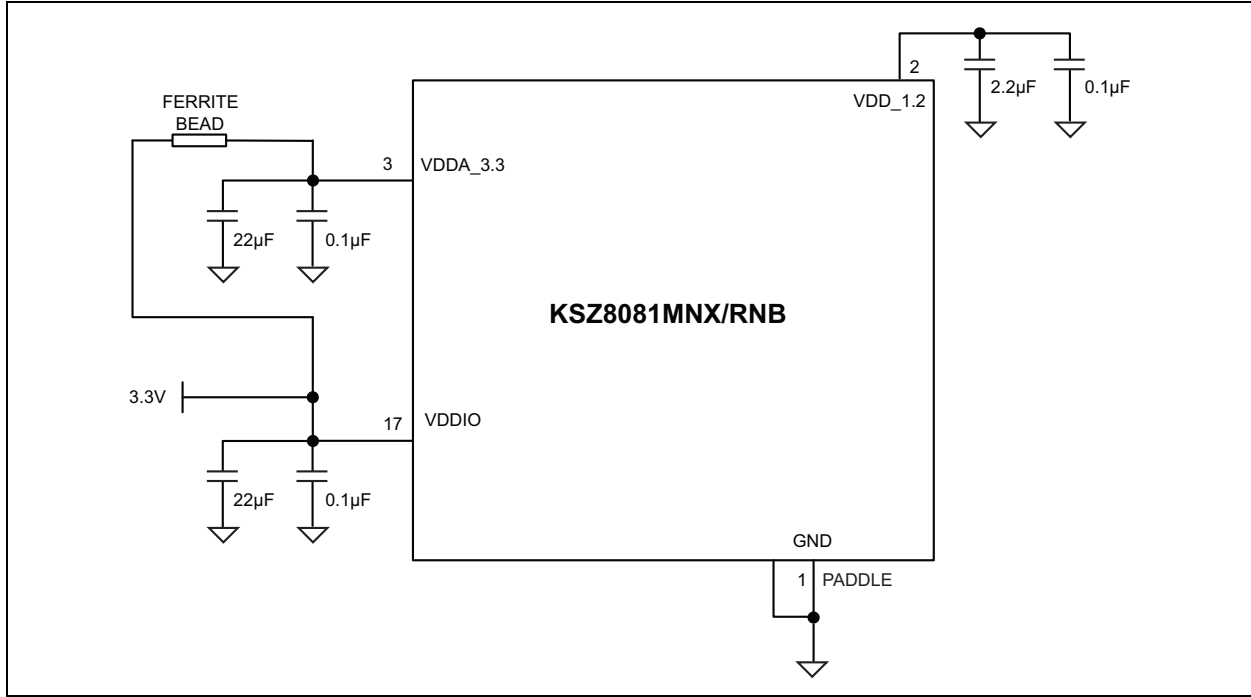 2
VDD_1.2
2.2µF
0.1µF
FERRITE
BEAD
3
VDDA_3.3
22µF
0.1µF
KSZ8081MNX/RNB
3.3V
17
VDDIO
22µF
0.1µF
GND
1
PADDLE